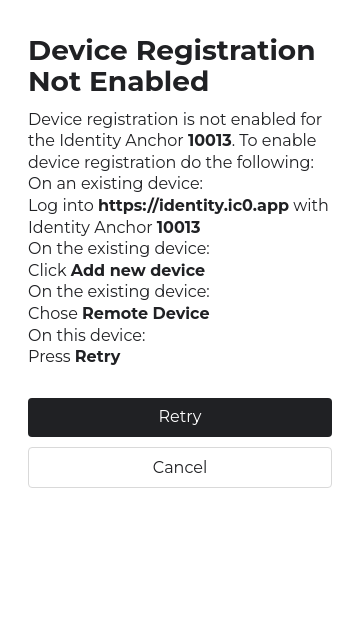 Device Registration
Not Enabled
Device registration is not enabled for
the Identity Anchor 10013. To enable
device registration do the following:
On an existing device:
Log into https://identity.ic0.app with
Identity Anchor 10013
On the existing device:
Click Add new device
On the existing device:
Chose Remote Device
On this device:
Press Retry
Retry
Cancel